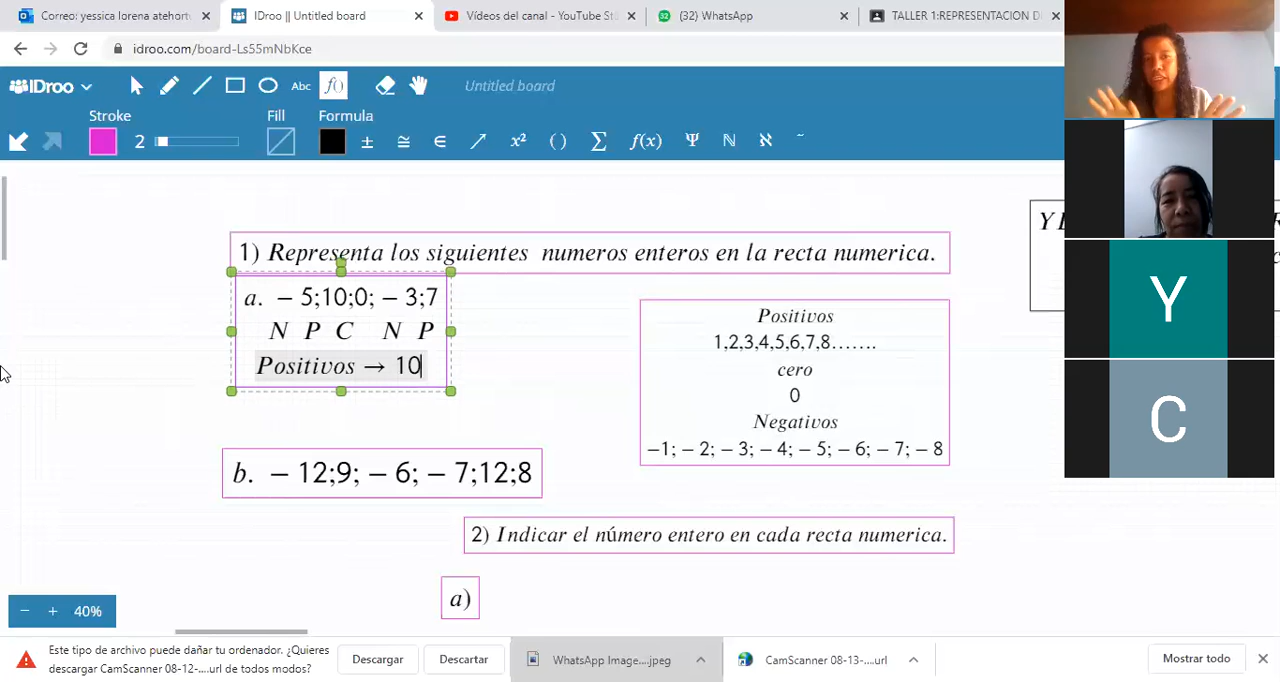 Correo: yessica lorena atehort
IDroo || Untitled board
Vídeos del canal - YouTube St
(32) WhatsApp
TALLER 1:REPRESENTACION D
idroo.com/board-Ls55mNbKce
IDroo
Abc
f()
Untitled board
Stroke
Fill
Formula
2
± ≅ ∈ x² ( ) ∑ f(x) Ψ ℕ ℵ ~
1) Representa los siguientes numeros enteros en la recta numerica.
a. − 5;10;0; − 3;7
N P C N P
Positivos → 10
Positivos
1,2,3,4,5,6,7,8.......
cero
0
Negativos
−1; − 2; − 3; − 4; − 5; − 6; − 7; − 8
b. − 12;9; − 6; − 7;12;8
2) Indicar el número entero en cada recta numerica.
a)
Y
C
− + 40%
Este tipo de archivo puede dañar tu ordenador. ¿Quieres
descargar CamScanner 08-12-....url de todos modos?
Descargar
Descartar
WhatsApp Image....jpeg
CamScanner 08-13-....url
Mostrar todo